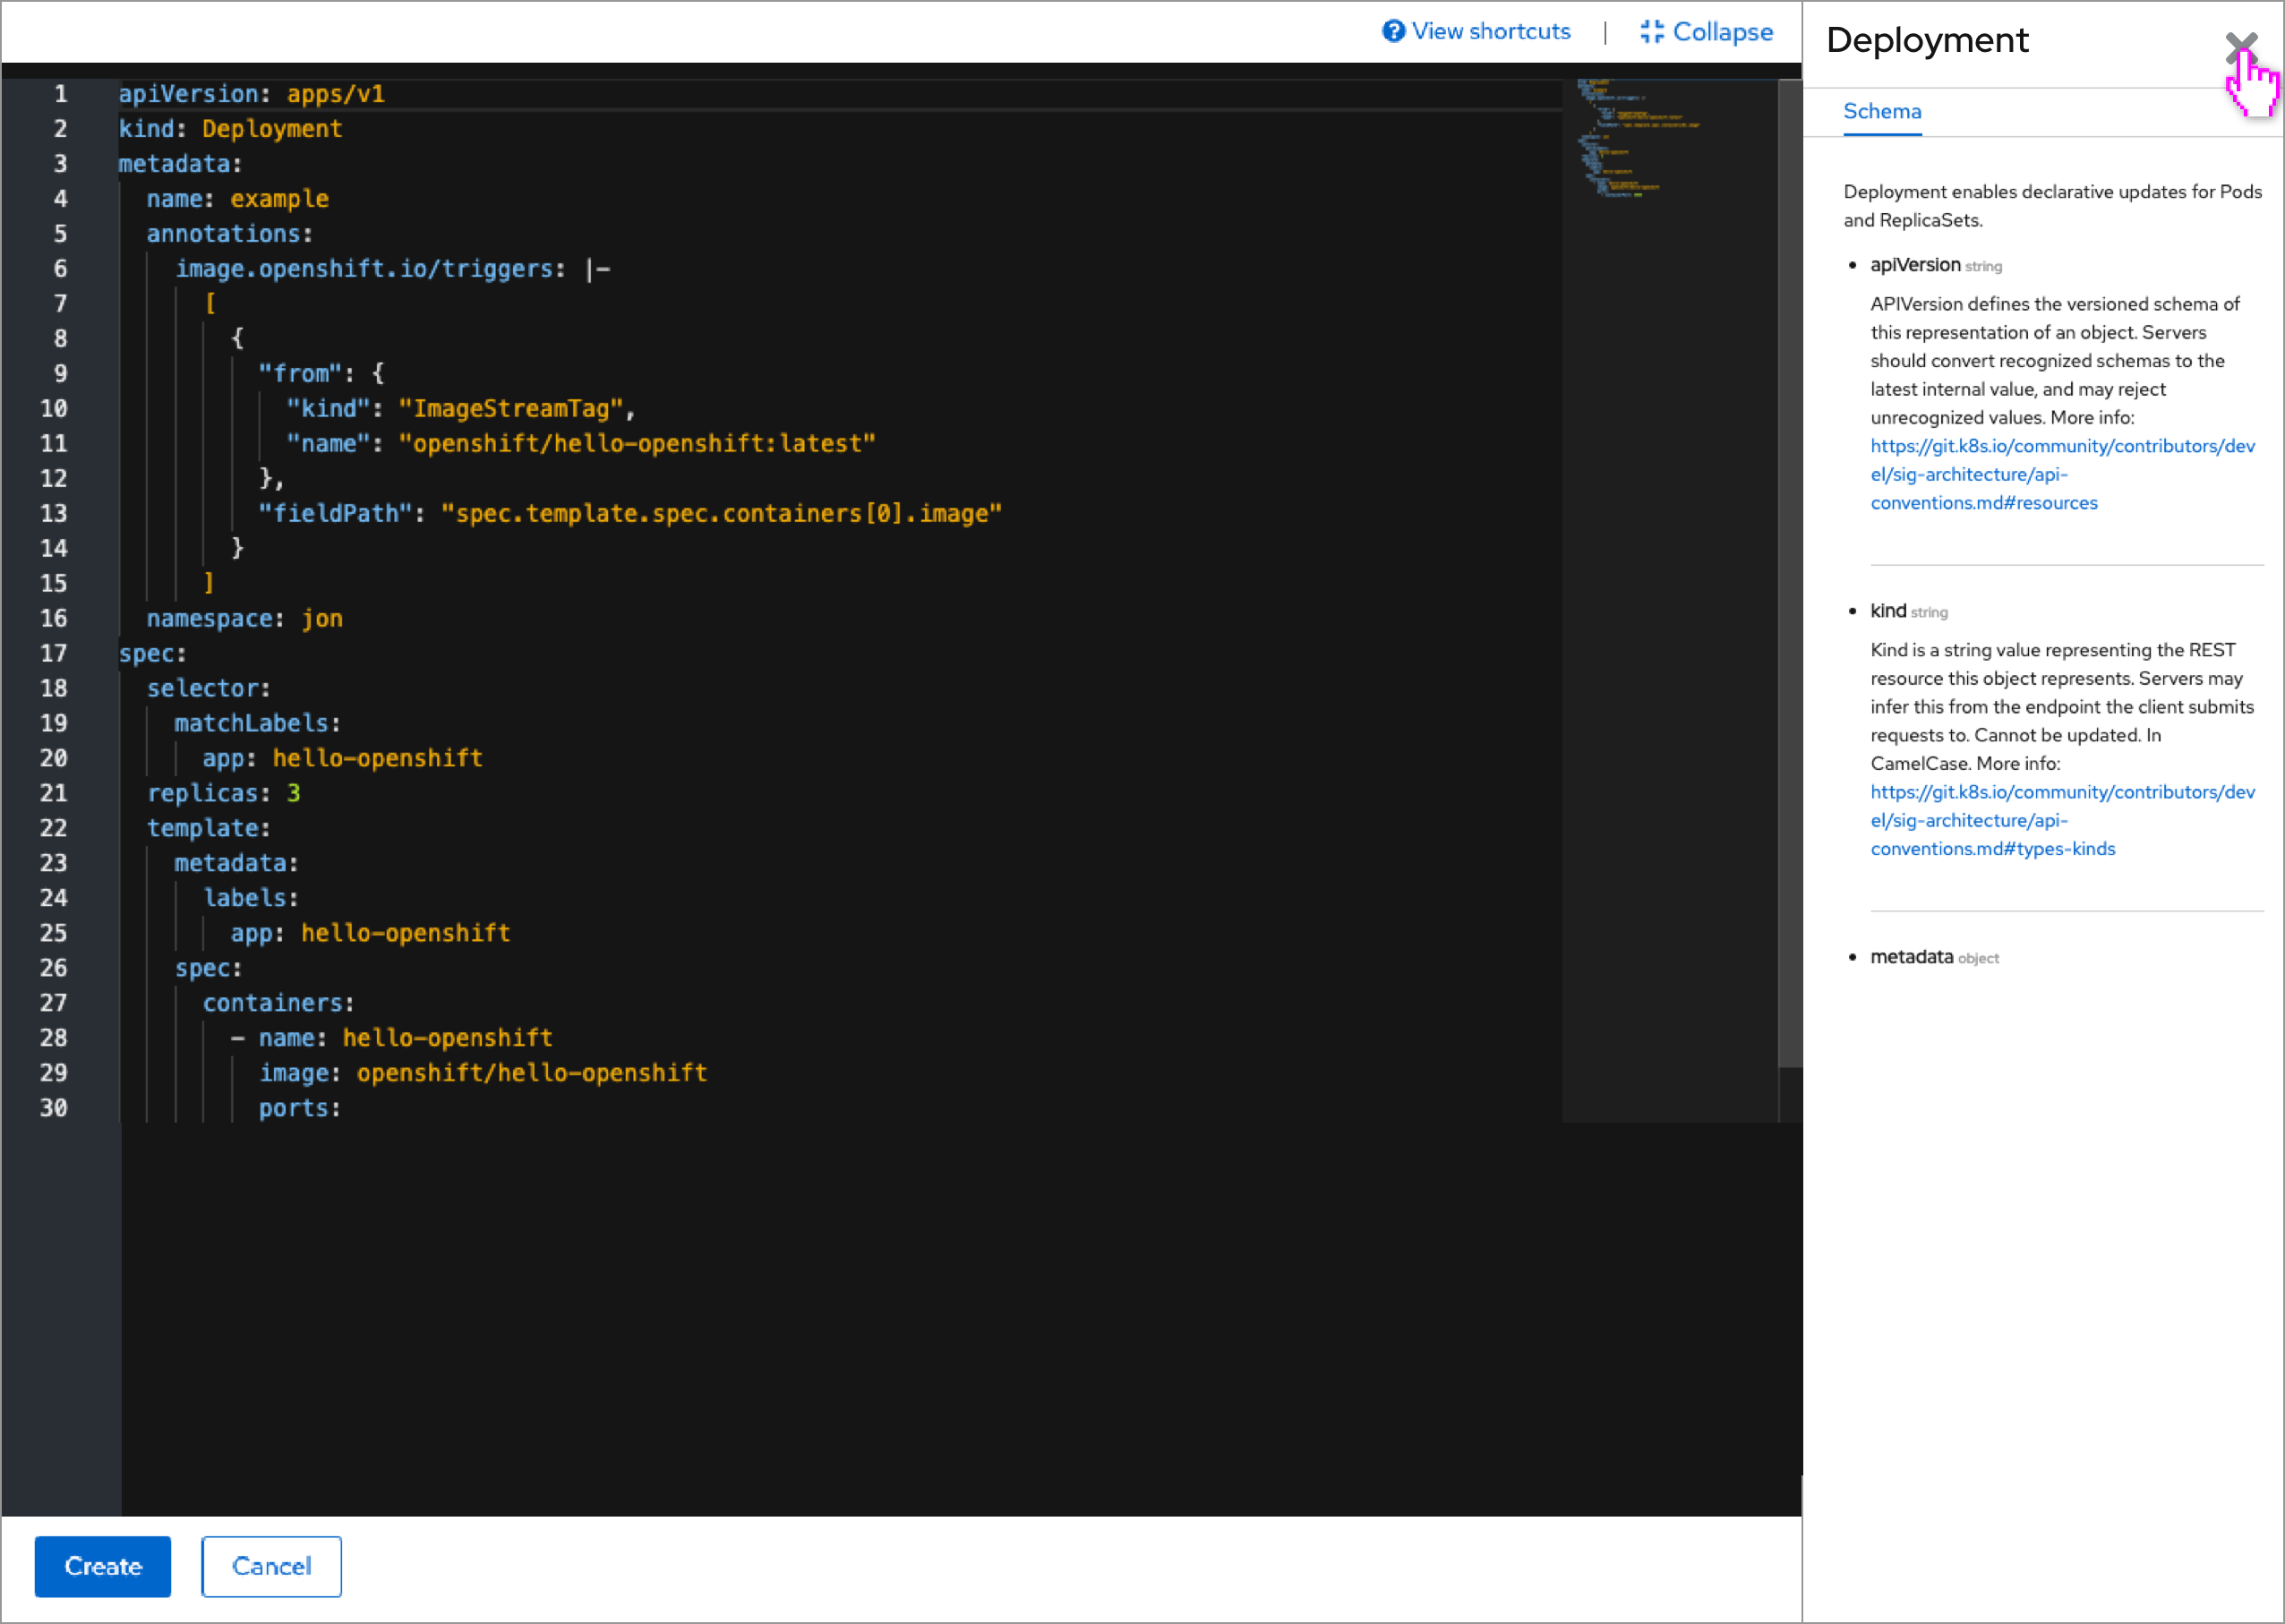 View shortcuts | Collapse
1 apiVersion: apps/v1
2 kind: Deployment
3 metadata:
4 name: example
5 annotations:
6 image.openshift.io/triggers: |-
7 [
8 {
9 "from": {
10 "kind": "ImageStreamTag",
11 "name": "openshift/hello-openshift:latest"
12 },
13 "fieldPath": "spec.template.spec.containers[0].image"
14 }
15 ]
16 namespace: jon
17 spec:
18 selector:
19 matchLabels:
20 app: hello-openshift
21 replicas: 3
22 template:
23 metadata:
24 labels:
25 app: hello-openshift
26 spec:
27 containers:
28 - name: hello-openshift
29 image: openshift/hello-openshift
30 ports:
Create
Cancel
Deployment
Schema
Deployment enables declarative updates for Pods
and ReplicaSets.
• apiVersion string
APIVersion defines the versioned schema of
this representation of an object. Servers
should convert recognized schemas to the
latest internal value, and may reject
unrecognized values. More info:
https://git.k8s.io/community/contributors/dev
el/sig-architecture/api-
conventions.md#resources
• kind string
Kind is a string value representing the REST
resource this object represents. Servers may
infer this from the endpoint the client submits
requests to. Cannot be updated. In
CamelCase. More info:
https://git.k8s.io/community/contributors/dev
el/sig-architecture/api-
conventions.md#types-kinds
• metadata object